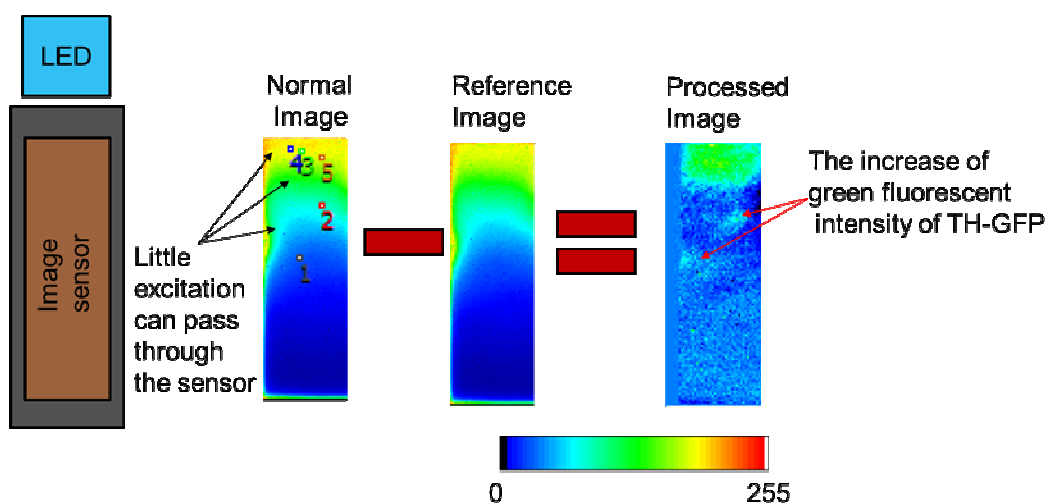 LED
Image
sensor
Normal
Image
Reference
Image
Processed
Image
4
3
5
2
1
Little
excitation
can pass
through
the sensor
The increase of
green fluorescent
intensity of TH-GFP
0
255